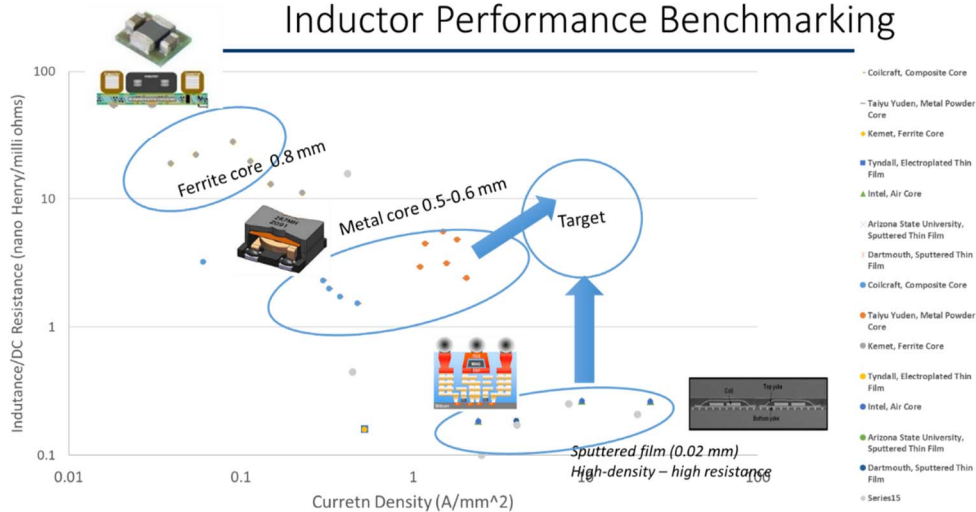 Inductor Performance Benchmarking
Indutance/DC Resistance (nano Henry/milli ohms)
100
10
1
0.1
0.01
0.1
1
10
100
Curretn Density (A/mm^2)
Ferrite core 0.8 mm
Metal core 0.5-0.6 mm
Target
Sputtered film (0.02 mm)
High-density – high resistance
Coil
Top yoke
Bottom yoke
Coilcraft, Composite Core
Taiyu Yuden, Metal Powder
Core
Kemet, Ferrite Core
Tyndall, Electroplated Thin
Film
Intel, Air Core
Arizona State University,
Sputtered Thin Film
Dartmouth, Sputtered Thin
Film
Coilcraft, Composite Core
Taiyu Yuden, Metal Powder
Core
Kemet, Ferrite Core
Tyndall, Electroplated Thin
Film
Intel, Air Core
Arizona State University,
Sputtered Thin Film
Dartmouth, Sputtered Thin
Film
Series15